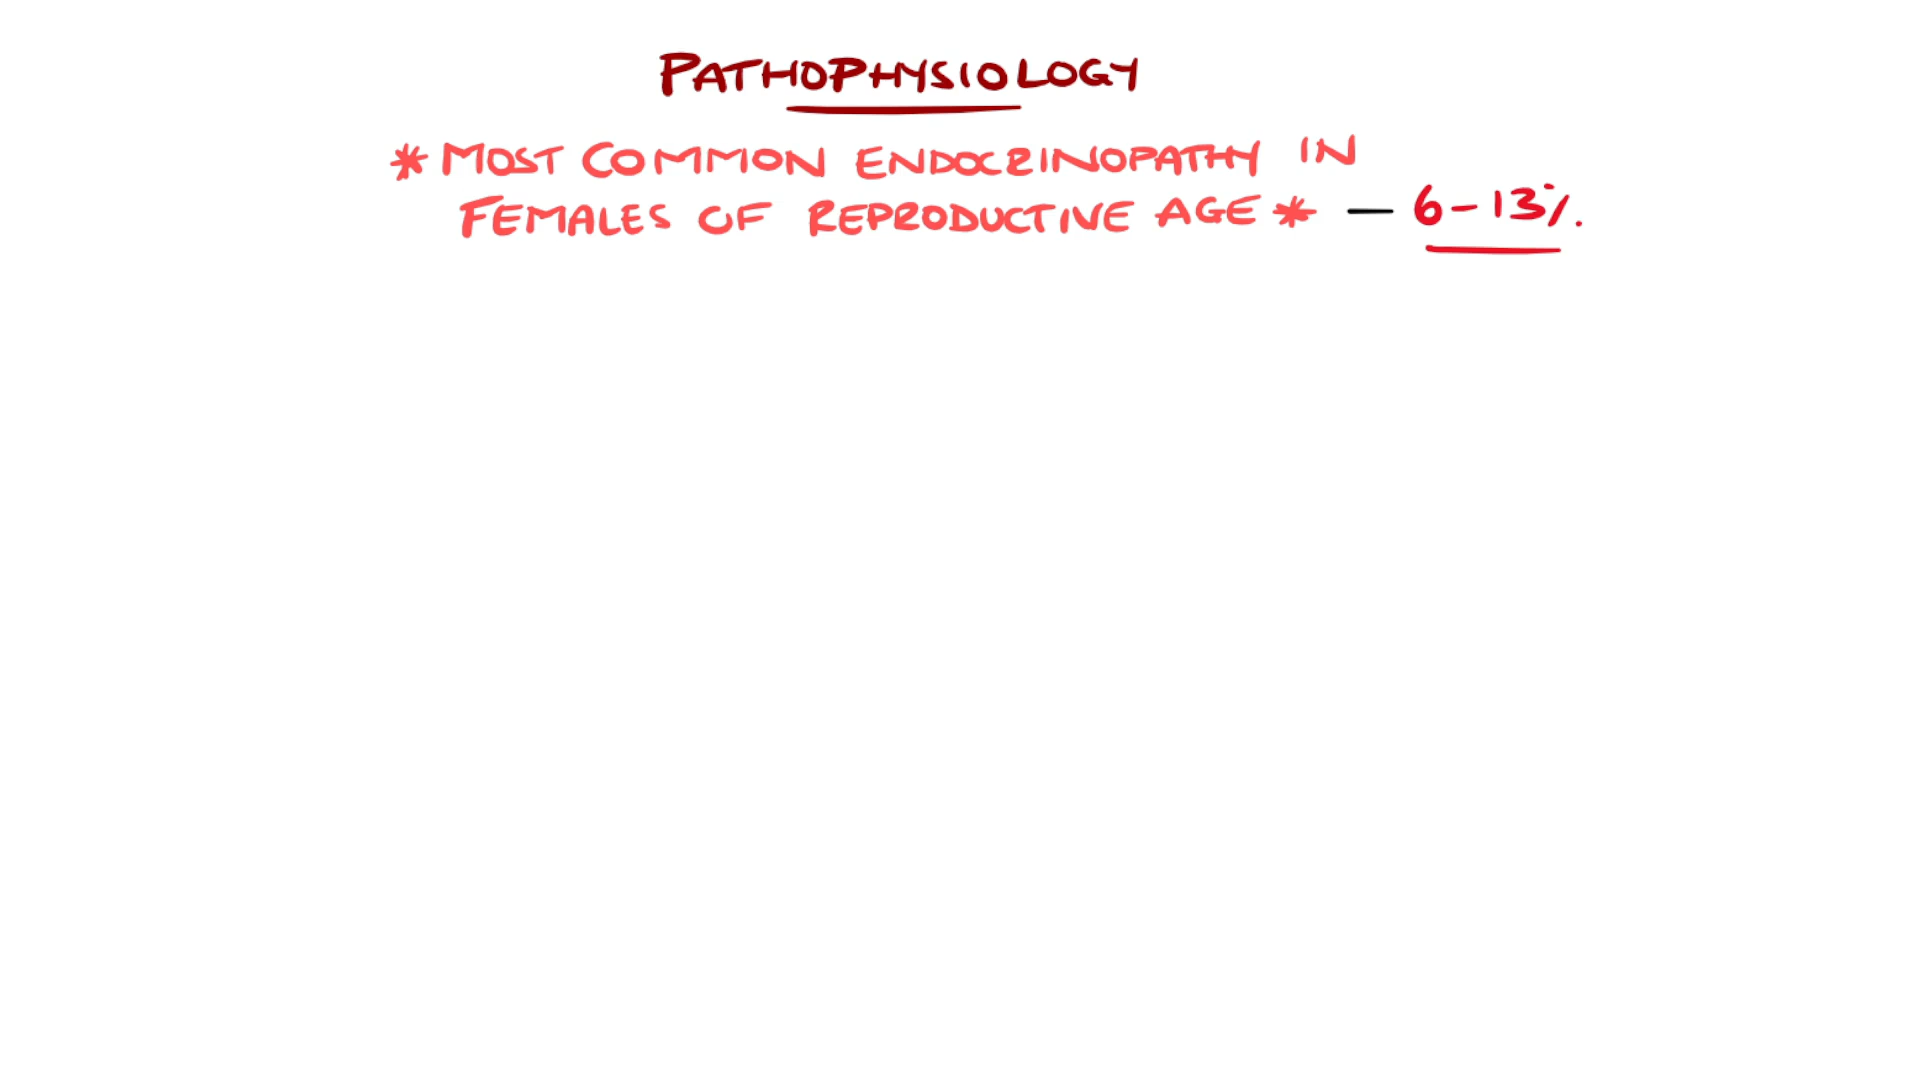 PATHOPHYSIOLOGY
* MOST COMMON ENDOCRINOPATHY IN
FEMALES OF REPRODUCTIVE AGE * — 6-13%.